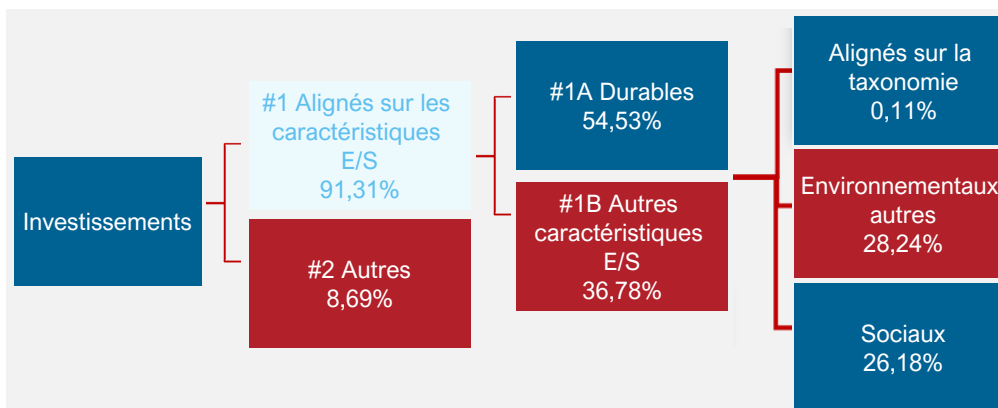 Investissements
#1 Alignés sur les
caractéristiques
E/S
91,31%
#2 Autres
8,69%
#1A Durables
54,53%
#1B Autres
caractéristiques
E/S
36,78%
Alignés sur la
taxonomie
0,11%
Environnementaux
autres
28,24%
Sociaux
26,18%